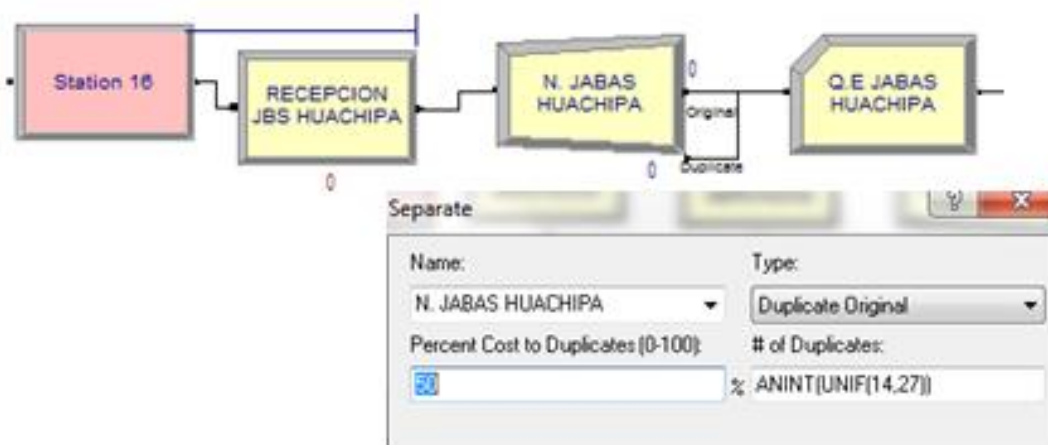 Station 16
RECEPCION
JBS HUACHIPA
0
N. JABAS
HUACHIPA
0
Original
Duplicate
0
Q.E JABAS
HUACHIPA
Separate
?
Name:
Type:
N. JABAS HUACHIPA
Duplicate Original
Percent Cost to Duplicates (0-100):
# of Duplicates:
50
%
ANINT(UNIF(14,27))